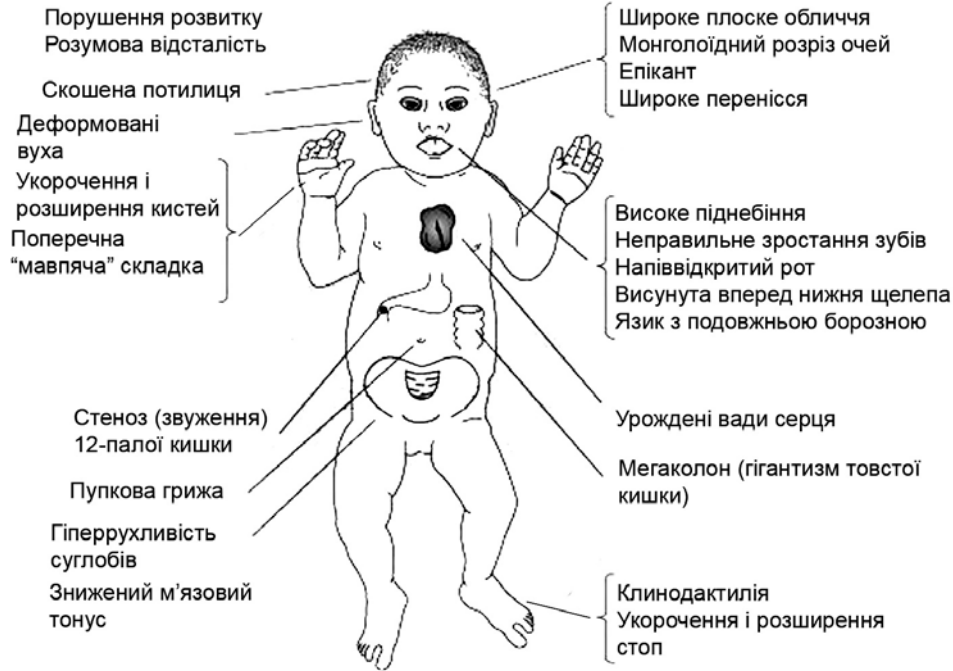 Порушення розвитку
Розумова відсталість
Скошена потилиця
Деформовані
вуха
Укорочення і
розширення кистей
Поперечна
“мавпяча” складка
Стеноз (звуження)
12-палої кишки
Пупкова грижа
Гіперрухливість
суглобів
Знижений м’язовий
тонус
Широке плоске обличчя
Монголоїдний розріз очей
Епікант
Широке перенісся
Високе піднебіння
Неправильне зростання зубів
Напіввідкритий рот
Висунута вперед нижня щелепа
Язик з подовжньою борозною
Урождені вади серця
Мегаколон (гігантизм товстої
кишки)
Клинодактилія
Укорочення і розширення
стоп